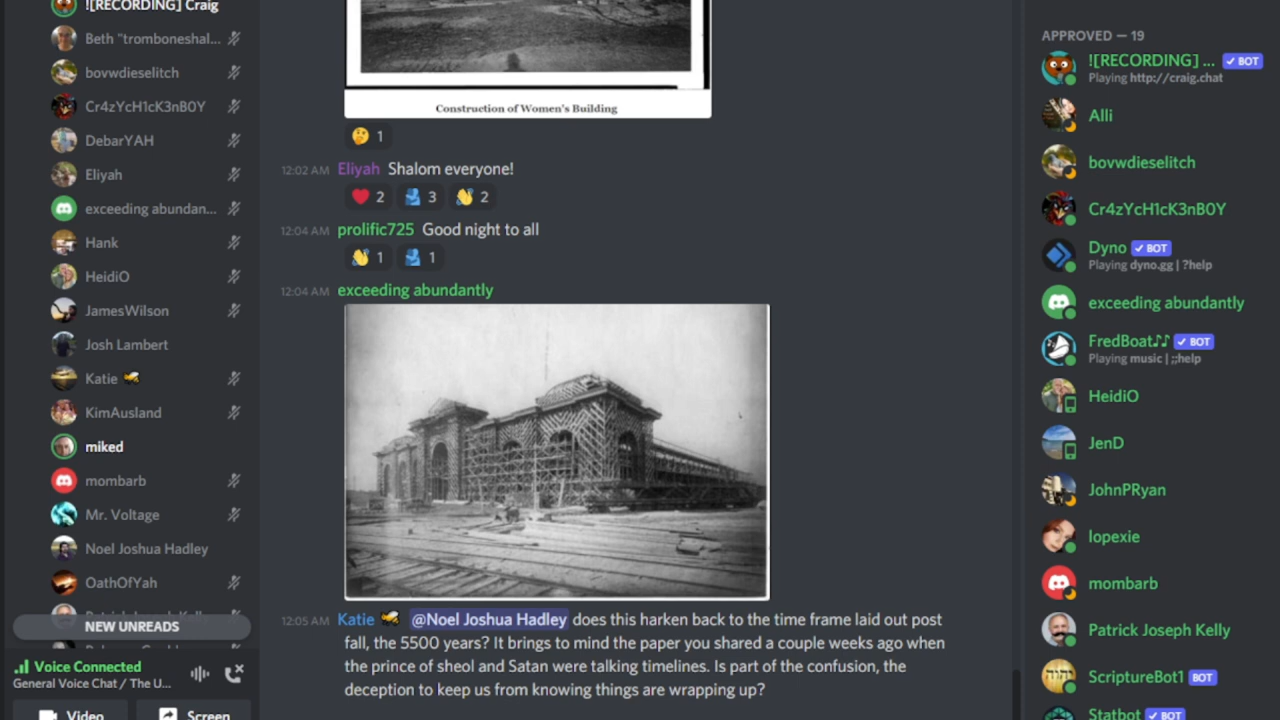 ![RECORDING] Craig
Beth "tromboneshal...
bovwdieselitch
Cr4zYcH1cK3nB0Y
DebarYAH
Eliyah
exceeding abundan...
Hank
HeidiO
JamesWilson
Josh Lambert
Katie
KimAusland
miked
mombarb
Mr. Voltage
Noel Joshua Hadley
OathOfYah
NEW UNREADS
Voice Connected
General Voice Chat / The U...
Video
Screen
Construction of Women's Building
1
12:02 AM Eliyah Shalom everyone!
2 3 2
12:04 AM prolific725 Good night to all
1 1
12:04 AM exceeding abundantly
12:05 AM Katie @Noel Joshua Hadley does this harken back to the time frame laid out post
fall, the 5500 years? It brings to mind the paper you shared a couple weeks ago when
the prince of sheol and Satan were talking timelines. Is part of the confusion, the
deception to keep us from knowing things are wrapping up?
APPROVED — 19
![RECORDING] ... ✓ BOT
Playing http://craig.chat
Alli
bovwdieselitch
Cr4zYcH1cK3nB0Y
Dyno ✓ BOT
Playing dyno.gg | ?help
exceeding abundantly
FredBoat♪♪ ✓ BOT
Playing music | ;;help
HeidiO
JenD
JohnPRyan
lopexie
mombarb
Patrick Joseph Kelly
יהוה
ScriptureBot1 BOT
Statbot ✓ BOT